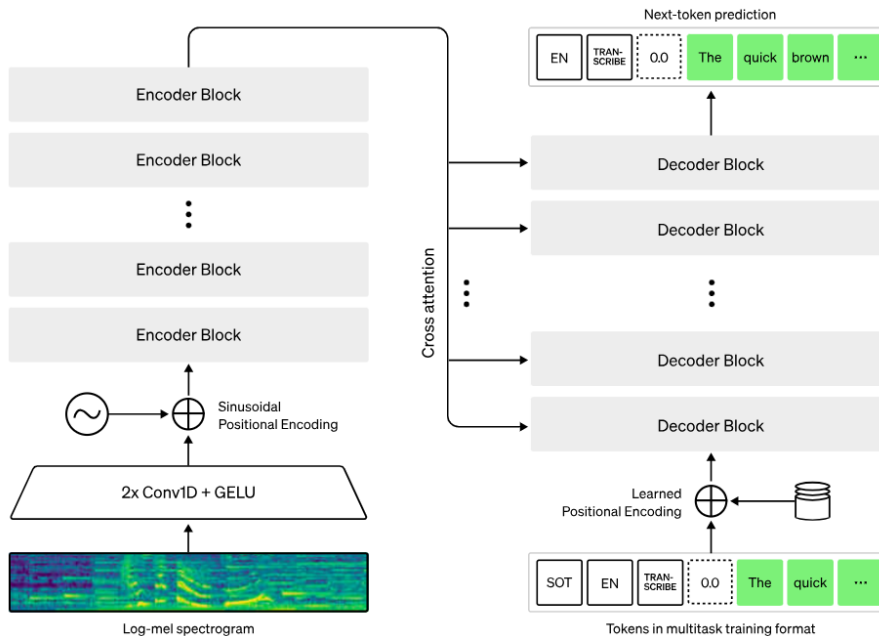 Encoder Block
Encoder Block
Encoder Block
Encoder Block
Sinusoidal
Positional Encoding
2x Conv1D + GELU
Log-mel spectrogram
Cross attention
Next-token prediction
EN TRAN-
SCRIBE 0.0 The quick brown ...
Decoder Block
Decoder Block
Decoder Block
Decoder Block
Learned
Positional Encoding
SOT EN TRAN-
SCRIBE 0.0 The quick ...
Tokens in multitask training format